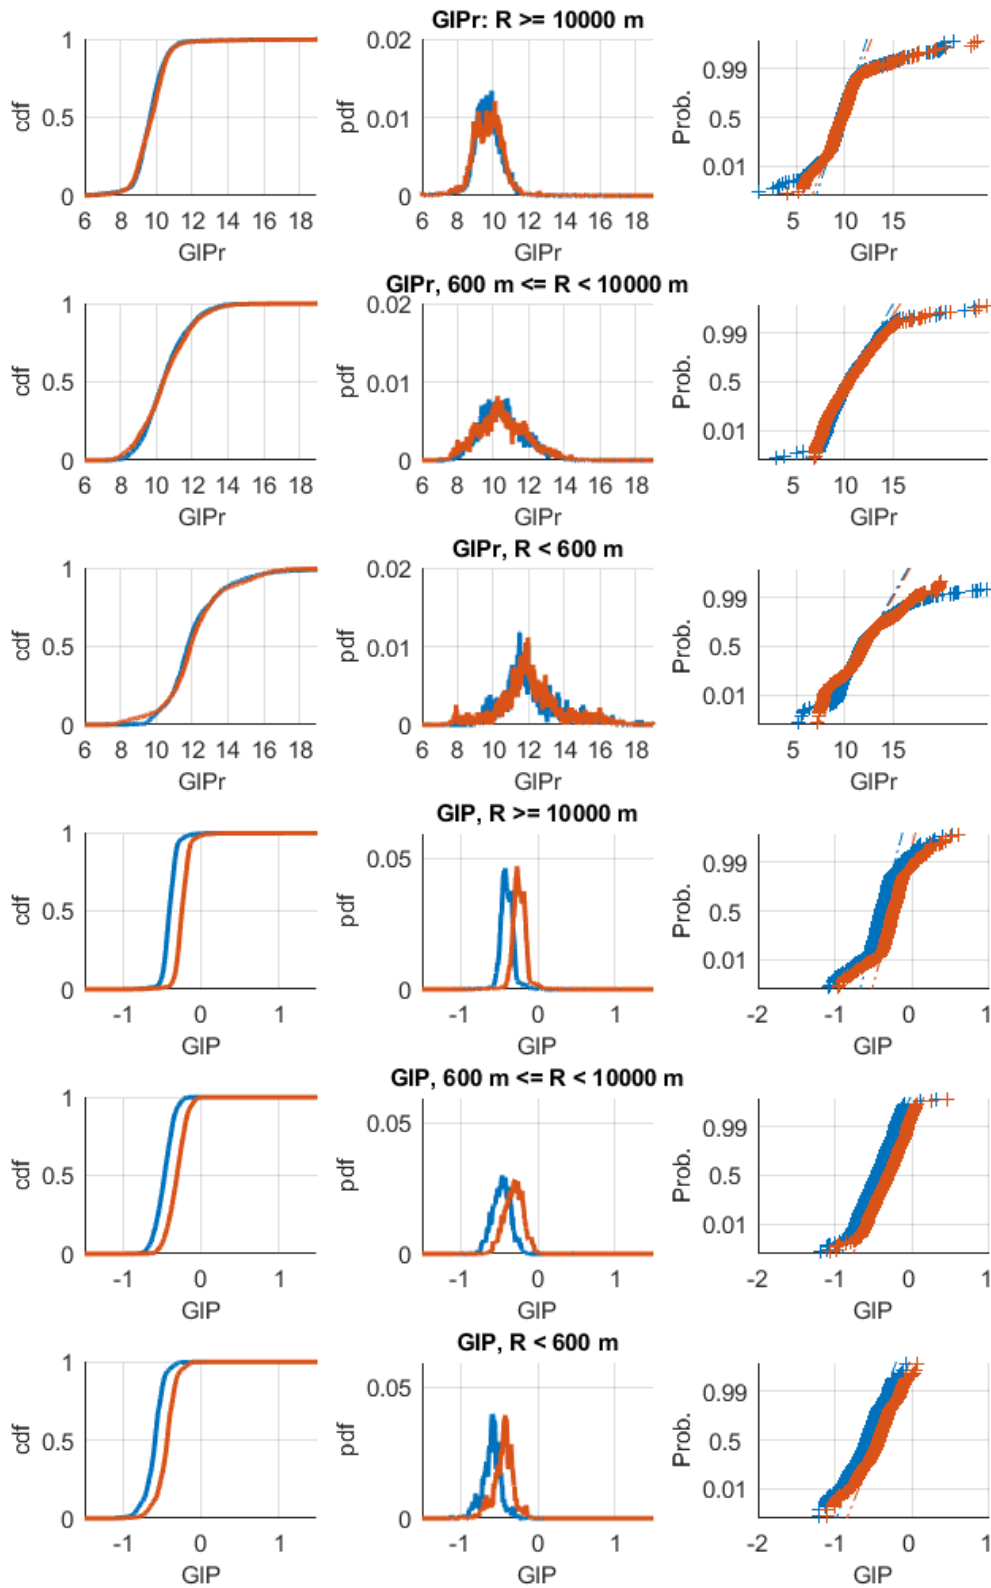 GIPr: R >= 10000 m
1
0.5
0
cdf
6 8 10 12 14 16 18
GIPr
0.02
0.01
0
pdf
6 8 10 12 14 16 18
GIPr
0.99
0.5
0.01
Prob.
5 10 15
GIPr
GIPr, 600 m <= R < 10000 m
1
0.5
0
cdf
6 8 10 12 14 16 18
GIPr
0.02
0.01
0
pdf
6 8 10 12 14 16 18
GIPr
0.99
0.5
0.01
Prob.
5 10 15
GIPr
GIPr, R < 600 m
1
0.5
0
cdf
6 8 10 12 14 16 18
GIPr
0.02
0.01
0
pdf
6 8 10 12 14 16 18
GIPr
0.99
0.5
0.01
Prob.
5 10 15
GIPr
GIP, R >= 10000 m
1
0.5
0
cdf
-1 0 1
GIP
0.05
0
pdf
-1 0 1
GIP
0.99
0.5
0.01
Prob.
-2 -1 0 1
GIP
GIP, 600 m <= R < 10000 m
1
0.5
0
cdf
-1 0 1
GIP
0.05
0
pdf
-1 0 1
GIP
0.99
0.5
0.01
Prob.
-2 -1 0 1
GIP
GIP, R < 600 m
1
0.5
0
cdf
-1 0 1
GIP
0.05
0
pdf
-1 0 1
GIP
0.99
0.5
0.01
Prob.
-2 -1 0 1
GIP